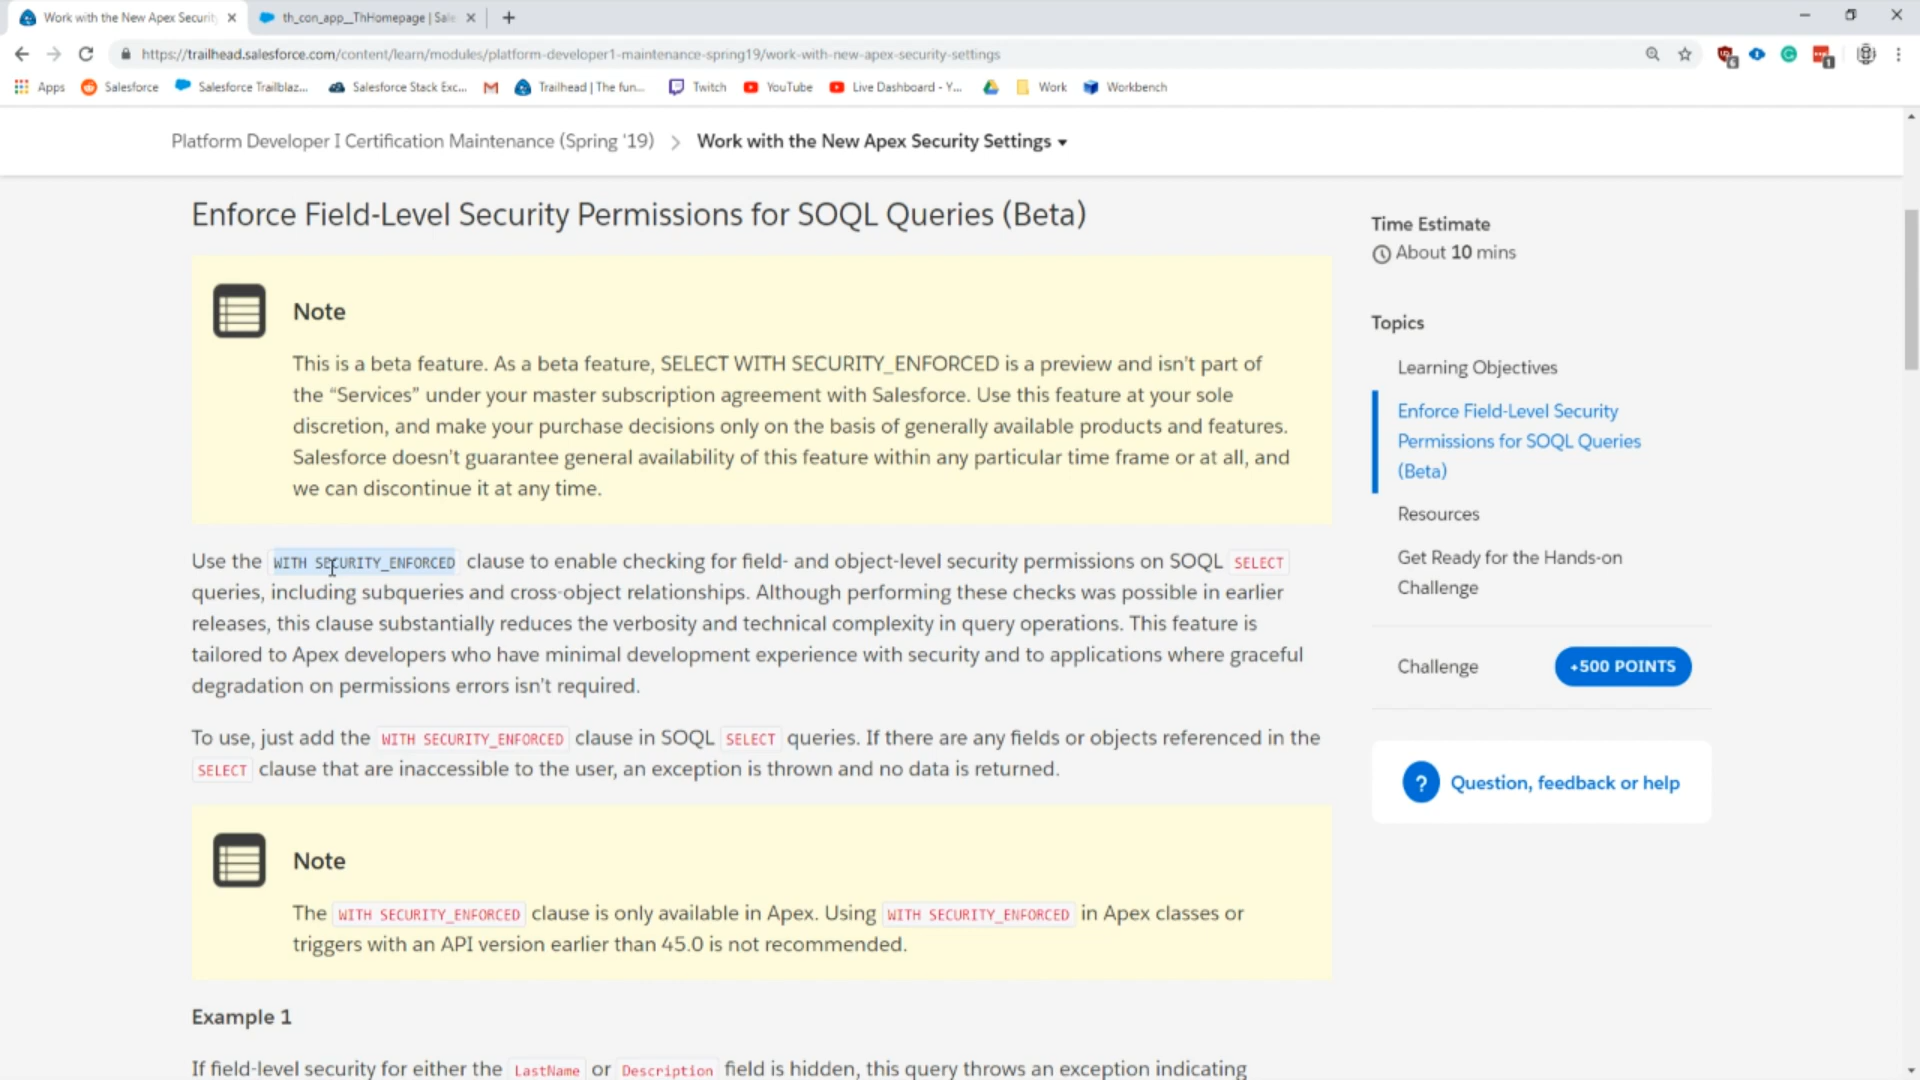 Work with the New Apex Securit
th_con_app__ThHomepage | Sale
https://trailhead.salesforce.com/content/learn/modules/platform-developer1-maintenance-spring19/work-with-new-apex-security-settings
Apps Salesforce Salesforce Trailblaz... Salesforce Stack Exc... Trailhead | The fun... Twitch YouTube Live Dashboard - Y... Work Workbench
Platform Developer I Certification Maintenance (Spring '19) > Work with the New Apex Security Settings
Enforce Field-Level Security Permissions for SOQL Queries (Beta)
Note
This is a beta feature. As a beta feature, SELECT WITH SECURITY_ENFORCED is a preview and isn't part of
the “Services” under your master subscription agreement with Salesforce. Use this feature at your sole
discretion, and make your purchase decisions only on the basis of generally available products and features.
Salesforce doesn't guarantee general availability of this feature within any particular time frame or at all, and
we can discontinue it at any time.
Use the WITH SECURITY_ENFORCED clause to enable checking for field- and object-level security permissions on SOQL SELECT
queries, including subqueries and cross-object relationships. Although performing these checks was possible in earlier
releases, this clause substantially reduces the verbosity and technical complexity in query operations. This feature is
tailored to Apex developers who have minimal development experience with security and to applications where graceful
degradation on permissions errors isn't required.
To use, just add the WITH SECURITY_ENFORCED clause in SOQL SELECT queries. If there are any fields or objects referenced in the
SELECT clause that are inaccessible to the user, an exception is thrown and no data is returned.
Note
The WITH SECURITY_ENFORCED clause is only available in Apex. Using WITH SECURITY_ENFORCED in Apex classes or
triggers with an API version earlier than 45.0 is not recommended.
Example 1
If field-level security for either the LastName or Description field is hidden, this query throws an exception indicating
Time Estimate
About 10 mins
Topics
Learning Objectives
Enforce Field-Level Security
Permissions for SOQL Queries
(Beta)
Resources
Get Ready for the Hands-on
Challenge
Challenge +500 POINTS
? Question, feedback or help